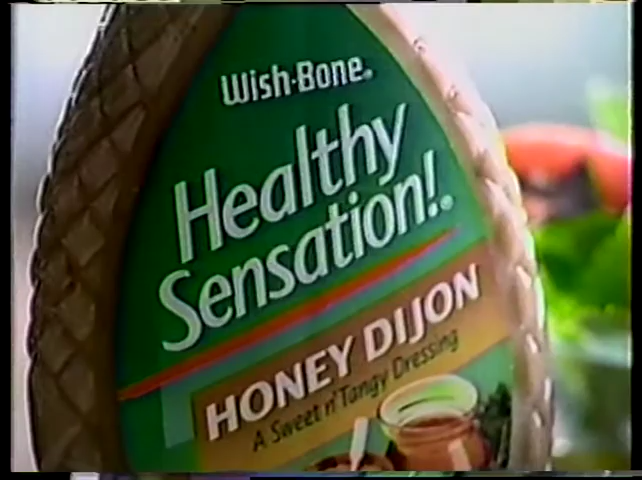 Wish-Bone®
Healthy
Sensation!®
HONEY DIJON
A Sweet n' Tangy Dressing